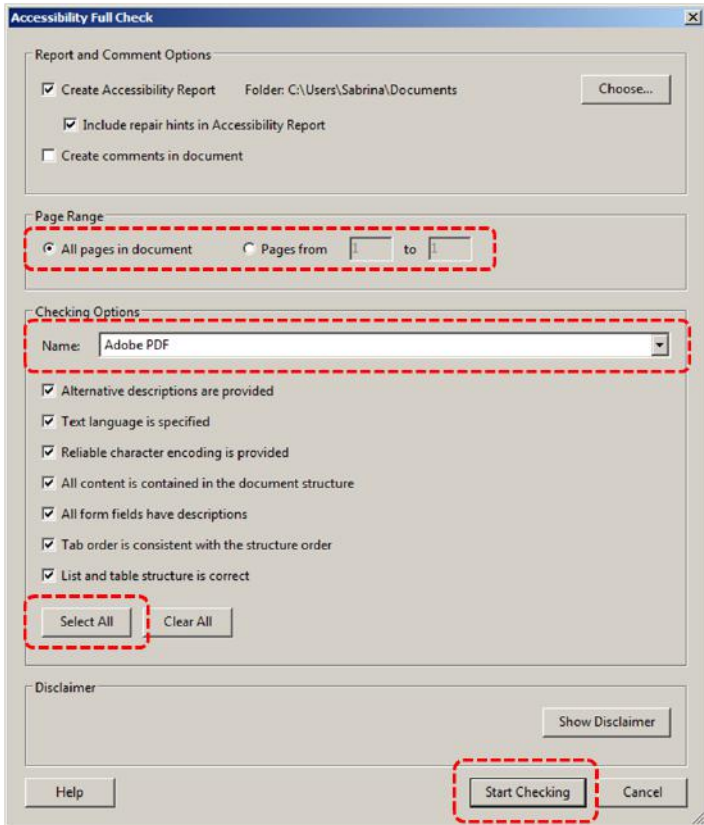 Accessibility Full Check
Report and Comment Options
Create Accessibility Report Folder: C:\Users\Sabrina\Documents Choose...
Include repair hints in Accessibility Report
Create comments in document
Page Range
All pages in document Pages from 1 to 1
Checking Options
Name: Adobe PDF
Alternative descriptions are provided
Text language is specified
Reliable character encoding is provided
All content is contained in the document structure
All form fields have descriptions
Tab order is consistent with the structure order
List and table structure is correct
Select All Clear All
Disclaimer
Show Disclaimer
Help Start Checking Cancel